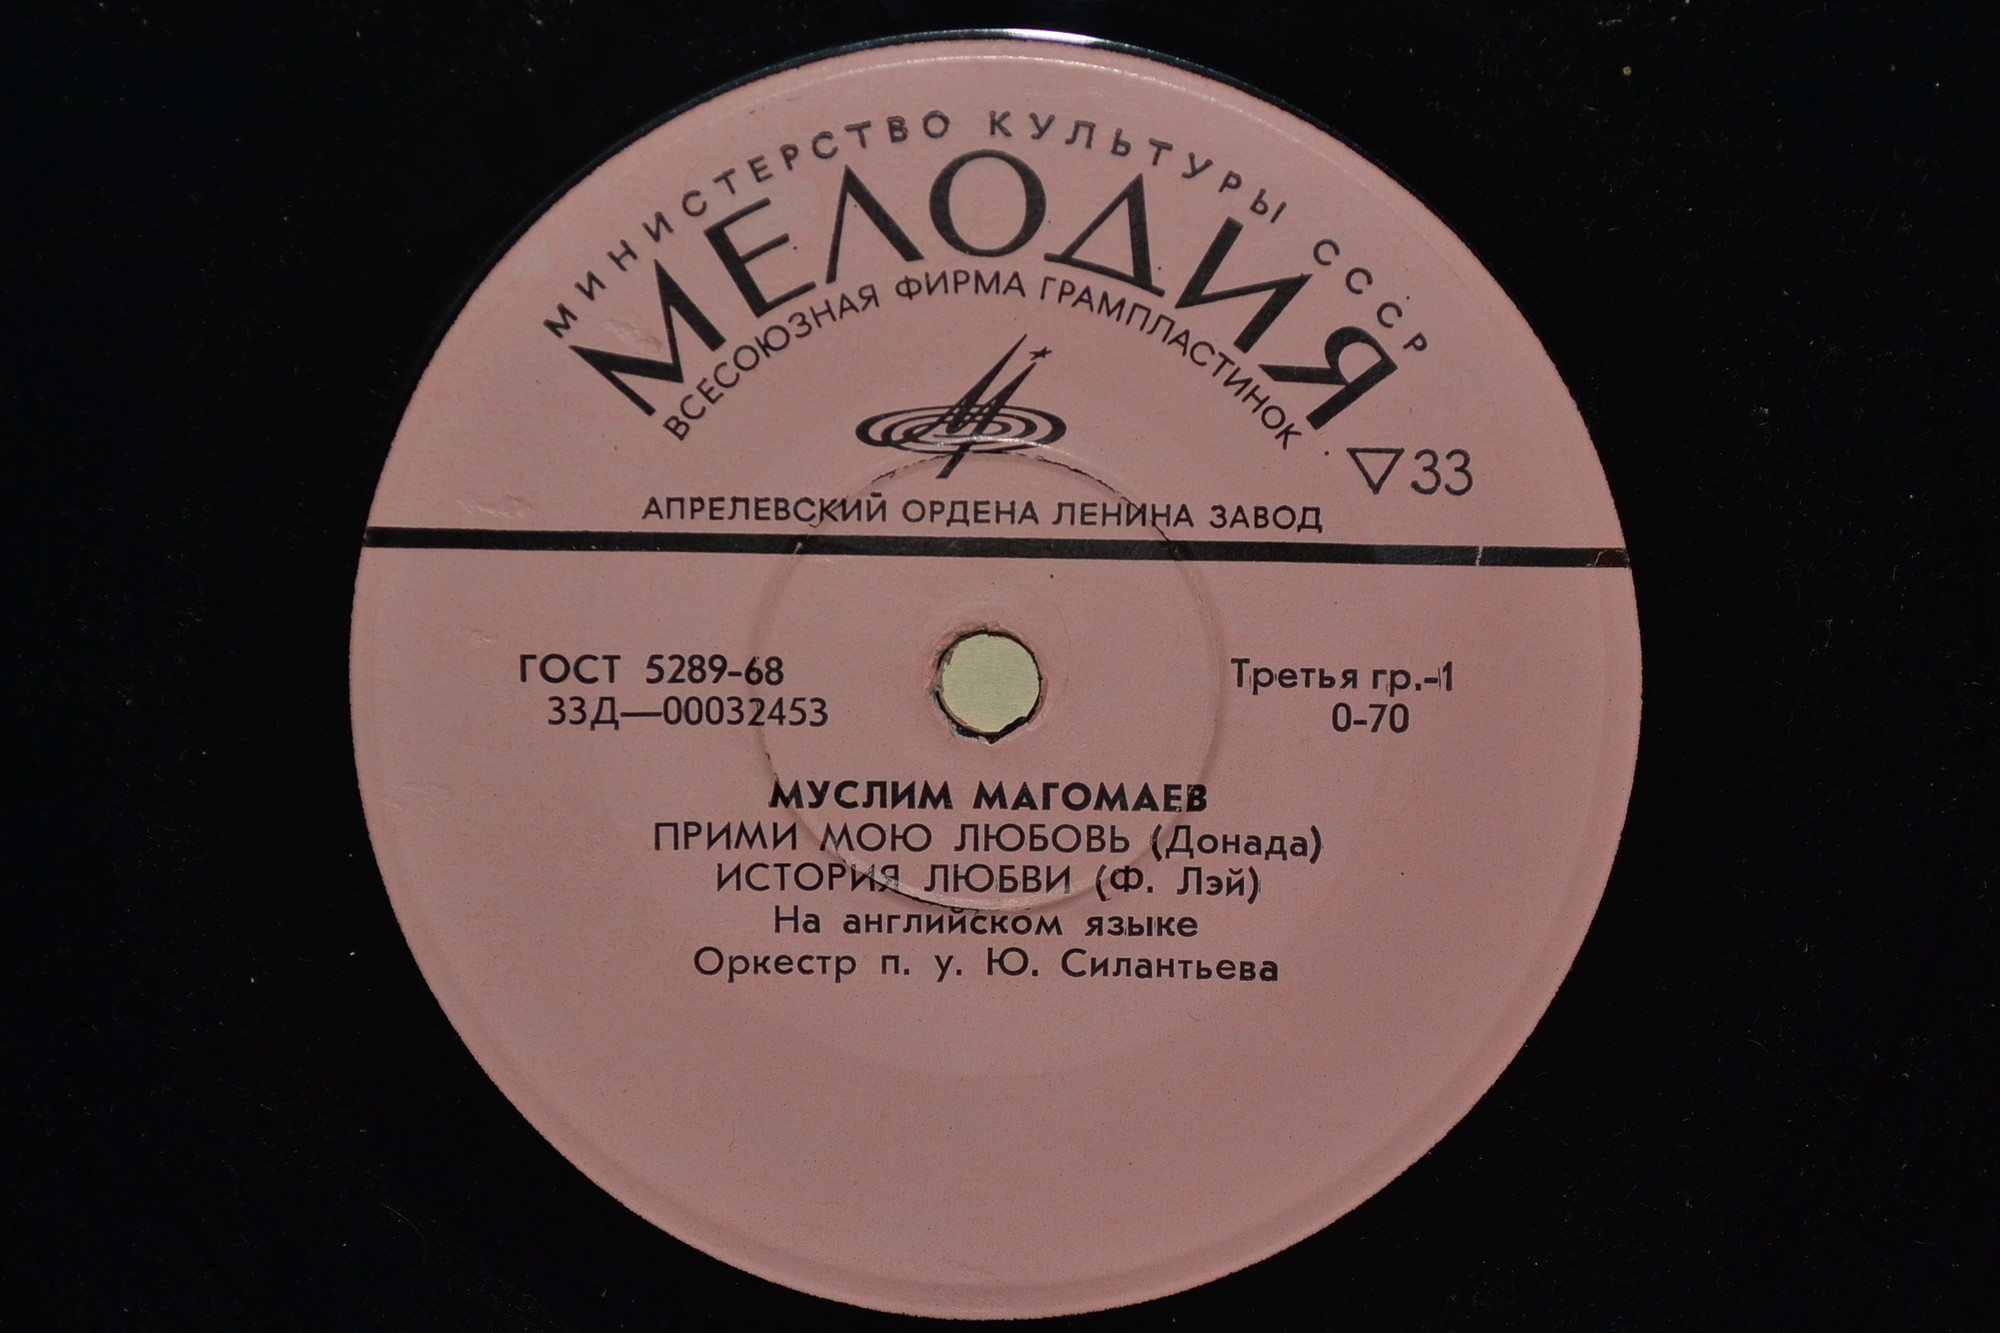 МИНИСТЕРСТВО КУЛЬТУРЫ СССР
МЕЛОДИЯ
ВСЕСОЮЗНАЯ ФИРМА ГРАМПЛАСТИНОК
▽33
АПРЕЛЕВСКИЙ ОРДЕНА ЛЕНИНА ЗАВОД
ГОСТ 5289-68
33Д—00032453
Третья гр.-1
0-70
МУСЛИМ МАГОМАЕВ
ПРИМИ МОЮ ЛЮБОВЬ (Донада)
ИСТОРИЯ ЛЮБВИ (Ф. Лэй)
На английском языке
Оркестр п. у. Ю. Силантьева